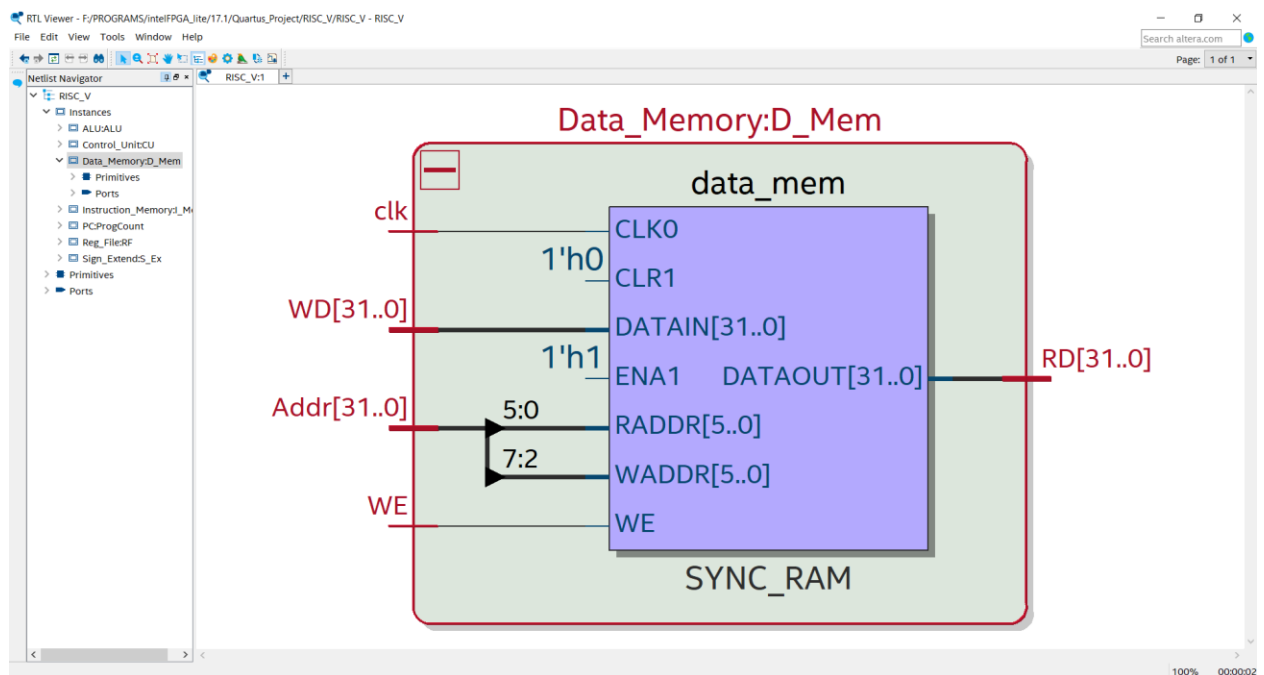 RTL Viewer - F:/PROGRAMS/intelFPGA_lite/17.1/Quartus_Project/RISC_V/RISC_V - RISC_V
File Edit View Tools Window Help
Search altera.com
Page: 1 of 1
Netlist Navigator
RISC_V:1
RISC_V
Instances
ALU:ALU
Control_Unit:CU
Data_Memory:D_Mem
Primitives
Ports
Instruction_Memory:I_M
PC:ProgCount
Reg_File:RF
Sign_Extend:S_Ex
Primitives
Ports
Data_Memory:D_Mem
data_mem
clk
CLK0
1'h0
CLR1
WD[31..0]
DATAIN[31..0]
1'h1
ENA1 DATAOUT[31..0]
RD[31..0]
Addr[31..0]
5:0
RADDR[5..0]
7:2
WADDR[5..0]
WE
WE
SYNC_RAM
100% 00:00:02